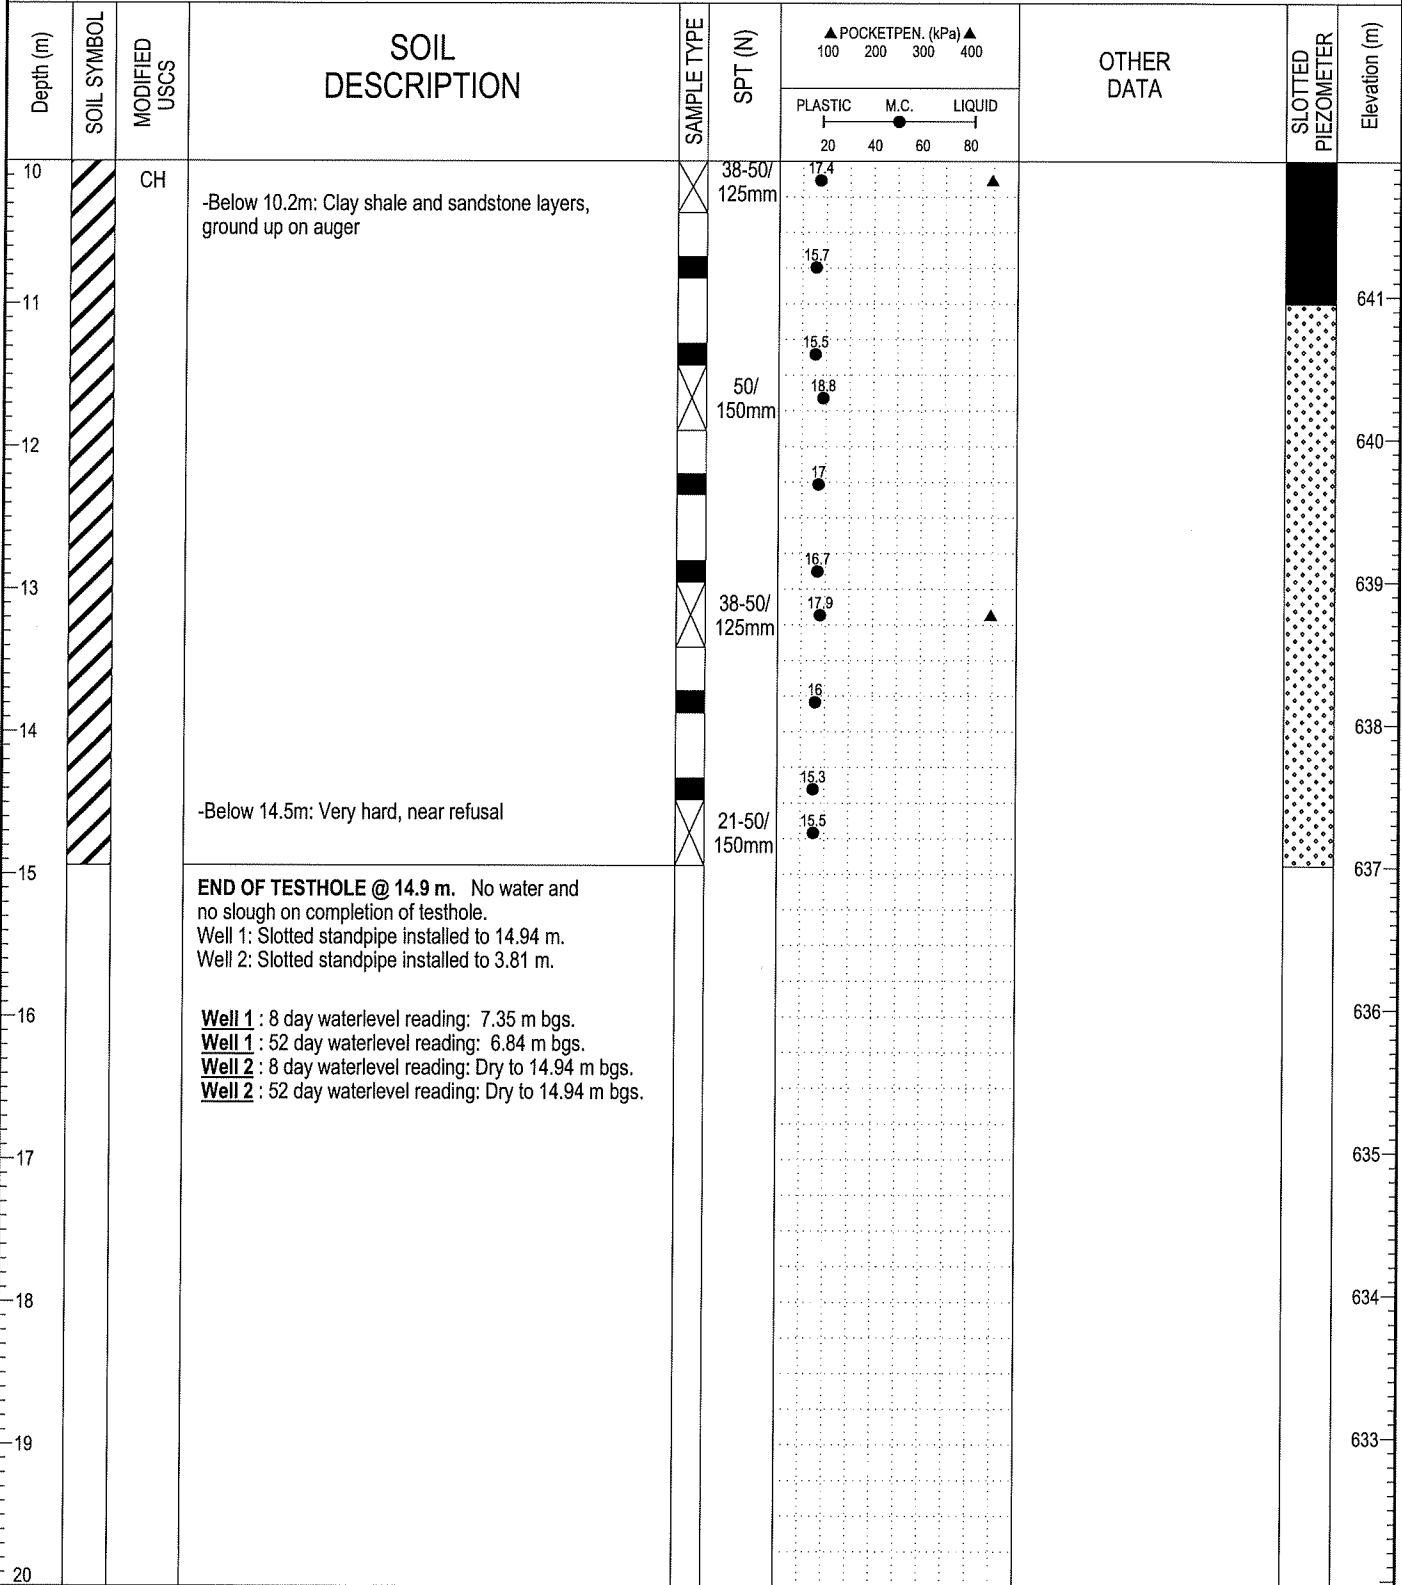 Depth (m)
SOIL SYMBOL
MODIFIED
USCS
SOIL
DESCRIPTION
SAMPLE TYPE
SPT (N)
▲ POCKETPEN. (kPa) ▲
100 200 300 400
PLASTIC M.C. LIQUID
20 40 60 80
OTHER
DATA
SLOTTED
PIEZOMETER
Elevation (m)
10
CH
38-50/
125mm
17.4
-Below 10.2m: Clay shale and sandstone layers,
ground up on auger
15.7
11
641
15.5
50/
150mm
18.8
12
640
17
16.7
13
639
38-50/
125mm
17.9
16
14
638
15.3
-Below 14.5m: Very hard, near refusal
21-50/
150mm
15.5
15
637
END OF TESTHOLE @ 14.9 m. No water and
no slough on completion of testhole.
Well 1: Slotted standpipe installed to 14.94 m.
Well 2: Slotted standpipe installed to 3.81 m.
16
636
Well 1 : 8 day waterlevel reading: 7.35 m bgs.
Well 1 : 52 day waterlevel reading: 6.84 m bgs.
Well 2 : 8 day waterlevel reading: Dry to 14.94 m bgs.
Well 2 : 52 day waterlevel reading: Dry to 14.94 m bgs.
17
635
18
634
19
633
20